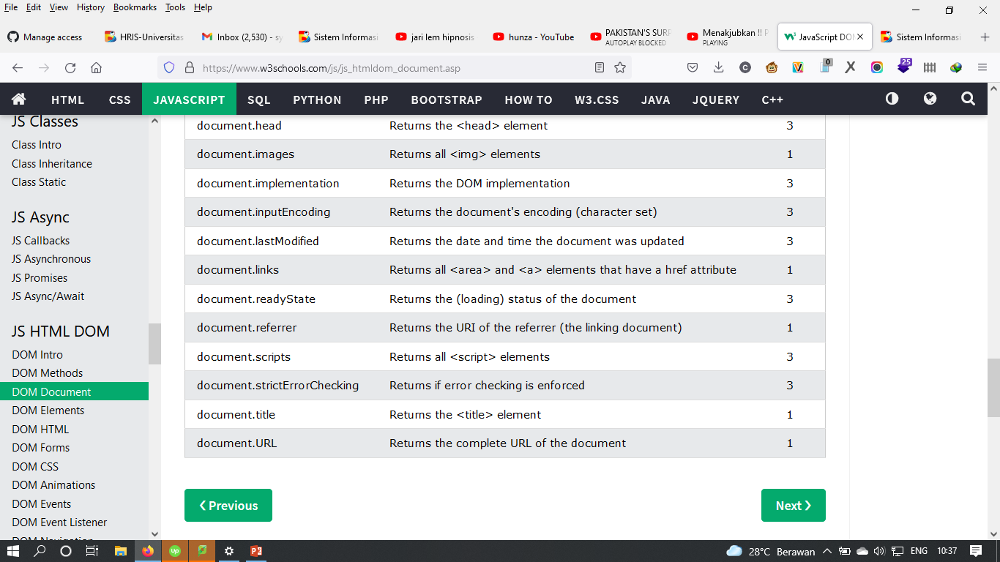 File Edit View History Bookmarks Tools Help
Manage access
HRIS-Universitas
Inbox (2,530) - sy
Sistem Informasi
jari lem hipnosis
hunza - YouTube
PAKISTAN'S SURF
AUTOPLAY BLOCKED
Menakjubkan !! P
PLAYING
JavaScript DO
Sistem Informasi
https://www.w3schools.com/js/js_htmldom_document.asp
0
25
HTML CSS JAVASCRIPT SQL PYTHON PHP BOOTSTRAP HOW TO W3.CSS JAVA JQUERY C++
JS Classes
Class Intro
Class Inheritance
Class Static
JS Async
JS Callbacks
JS Asynchronous
JS Promises
JS Async/Await
JS HTML DOM
DOM Intro
DOM Methods
DOM Document
DOM Elements
DOM HTML
DOM Forms
DOM CSS
DOM Animations
DOM Events
DOM Event Listener
DOM Navigation
document.head Returns the <head> element 3
document.images Returns all <img> elements 1
document.implementation Returns the DOM implementation 3
document.inputEncoding Returns the document's encoding (character set) 3
document.lastModified Returns the date and time the document was updated 3
document.links Returns all <area> and <a> elements that have a href attribute 1
document.readyState Returns the (loading) status of the document 3
document.referrer Returns the URI of the referrer (the linking document) 1
document.scripts Returns all <script> elements 3
document.strictErrorChecking Returns if error checking is enforced 3
document.title Returns the <title> element 1
document.URL Returns the complete URL of the document 1
❮ Previous
Next ❯
28°C Berawan ENG 10:37